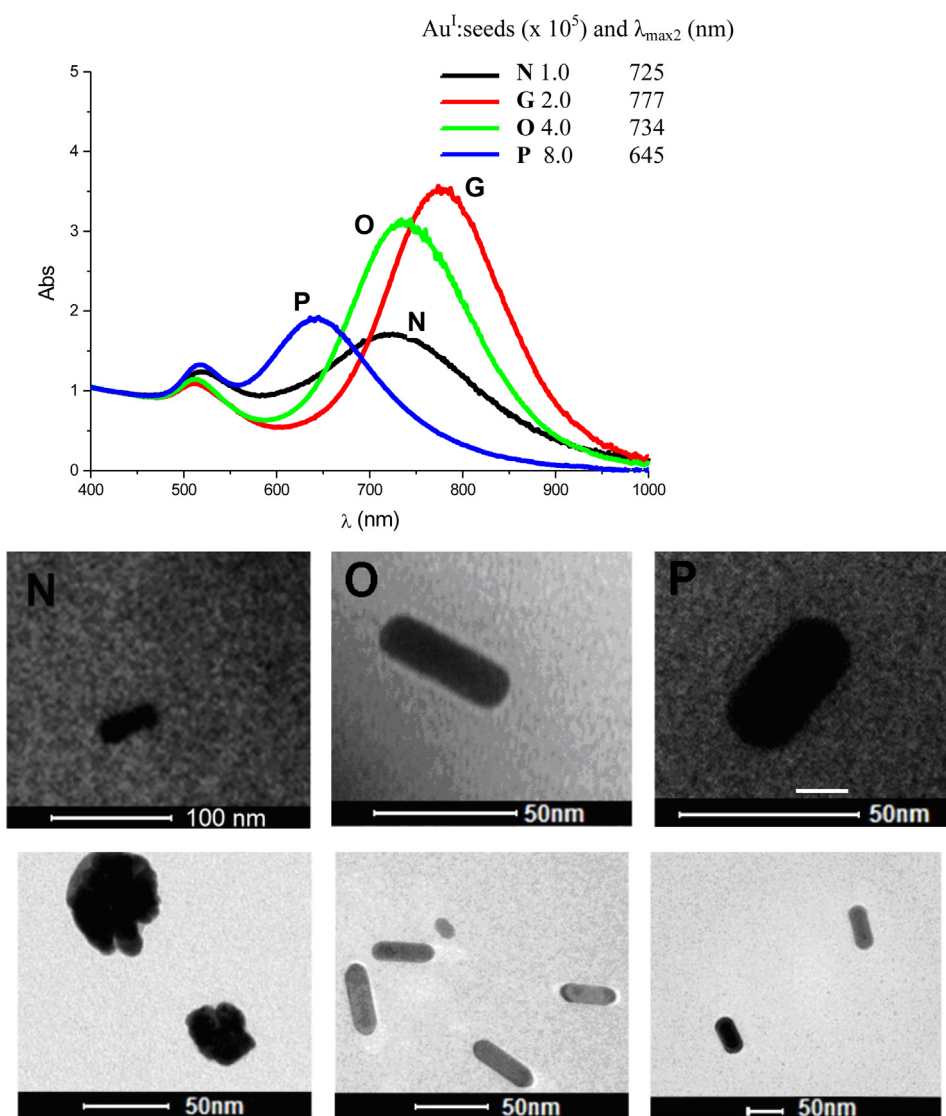 Au^I:seeds (x 10^5) and λmax2 (nm)
N 1.0 725
G 2.0 777
O 4.0 734
P 8.0 645
5
4
3
2
1
0
Abs
G
O
P
N
400 500 600 700 800 900 1000
λ (nm)
N O P
100 nm 50nm 50nm
50nm 50nm 50nm